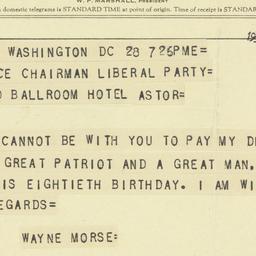 W. P. MARSHALL, PRESIDENT
domestic telegrams is STANDARD TIME at point of origin. Time of receipt is STANDARD
19
WASHINGTON DC 28 725PME=
CE CHAIRMAN LIBERAL PARTY=
D BALLROOM HOTEL ASTOR=
CANNOT BE WITH YOU TO PAY MY D
GREAT PATRIOT AND A GREAT MAN.
IS EIGHTIETH BIRTHDAY. I AM WI
EGARDS=
WAYNE MORSE=